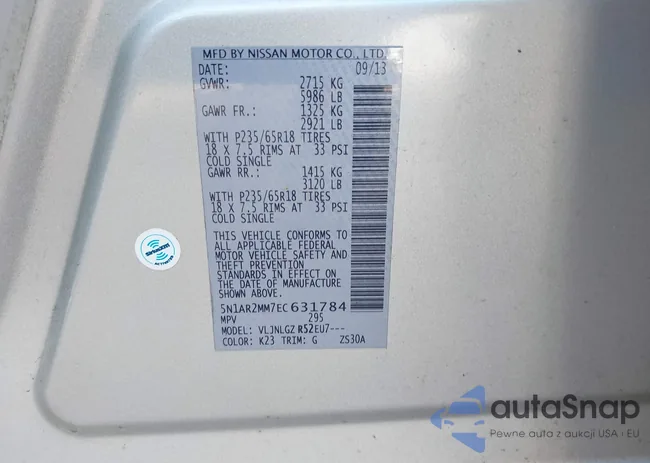 MFD BY NISSAN MOTOR CO., LTD.
DATE: 09/13
GVWR: 2715 KG
5986 LB
GAWR FR.: 1325 KG
2921 LB
WITH P235/65R18 TIRES
18 X 7.5 RIMS AT 33 PSI
COLD SINGLE
GAWR RR.: 1415 KG
3120 LB
WITH P235/65R18 TIRES
18 X 7.5 RIMS AT 33 PSI
COLD SINGLE
THIS VEHICLE CONFORMS TO
ALL APPLICABLE FEDERAL
MOTOR VEHICLE SAFETY AND
THEFT PREVENTION
STANDARDS IN EFFECT ON
THE DATE OF MANUFACTURE
SHOWN ABOVE.
5N1AR2MM7EC631784
MPV 295
MODEL: VLJNLGZ R52EU7---
COLOR: K23 TRIM: G ZS30A
SiriusXM
autaSnap
Pewne auta z aukcji USA i EU